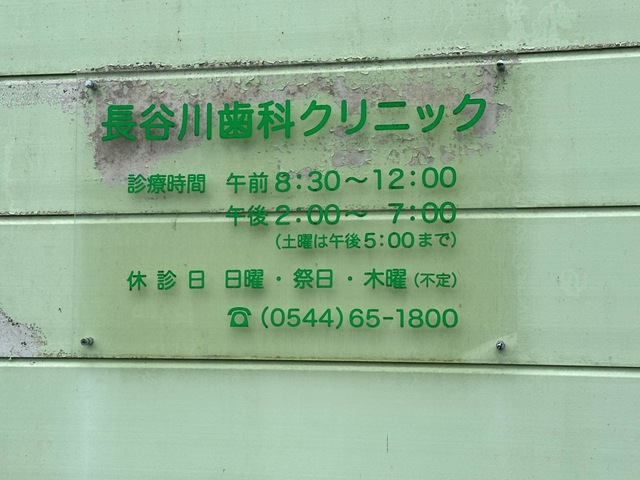 長谷川歯科クリニック
診療時間 午前8:30～12:00
午後2:00～ 7:00
(土曜は午後5:00まで)
休診日 日曜・祭日・木曜(不定)
☎(0544)65-1800